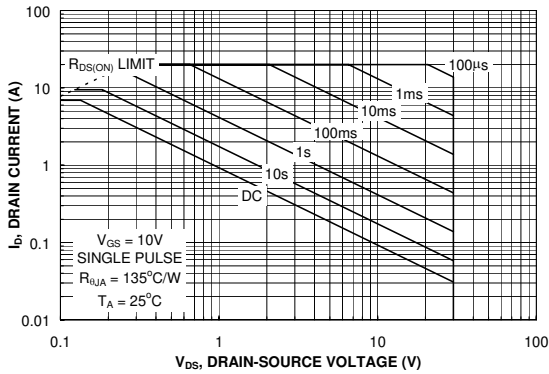 100
10
1
0.1
0.01
I_D, DRAIN CURRENT (A)
R_DS(ON) LIMIT
100μs
1ms
10ms
100ms
1s
10s
DC
V_GS = 10V
SINGLE PULSE
R_θJA = 135°C/W
T_A = 25°C
0.1 1 10 100
V_DS, DRAIN-SOURCE VOLTAGE (V)